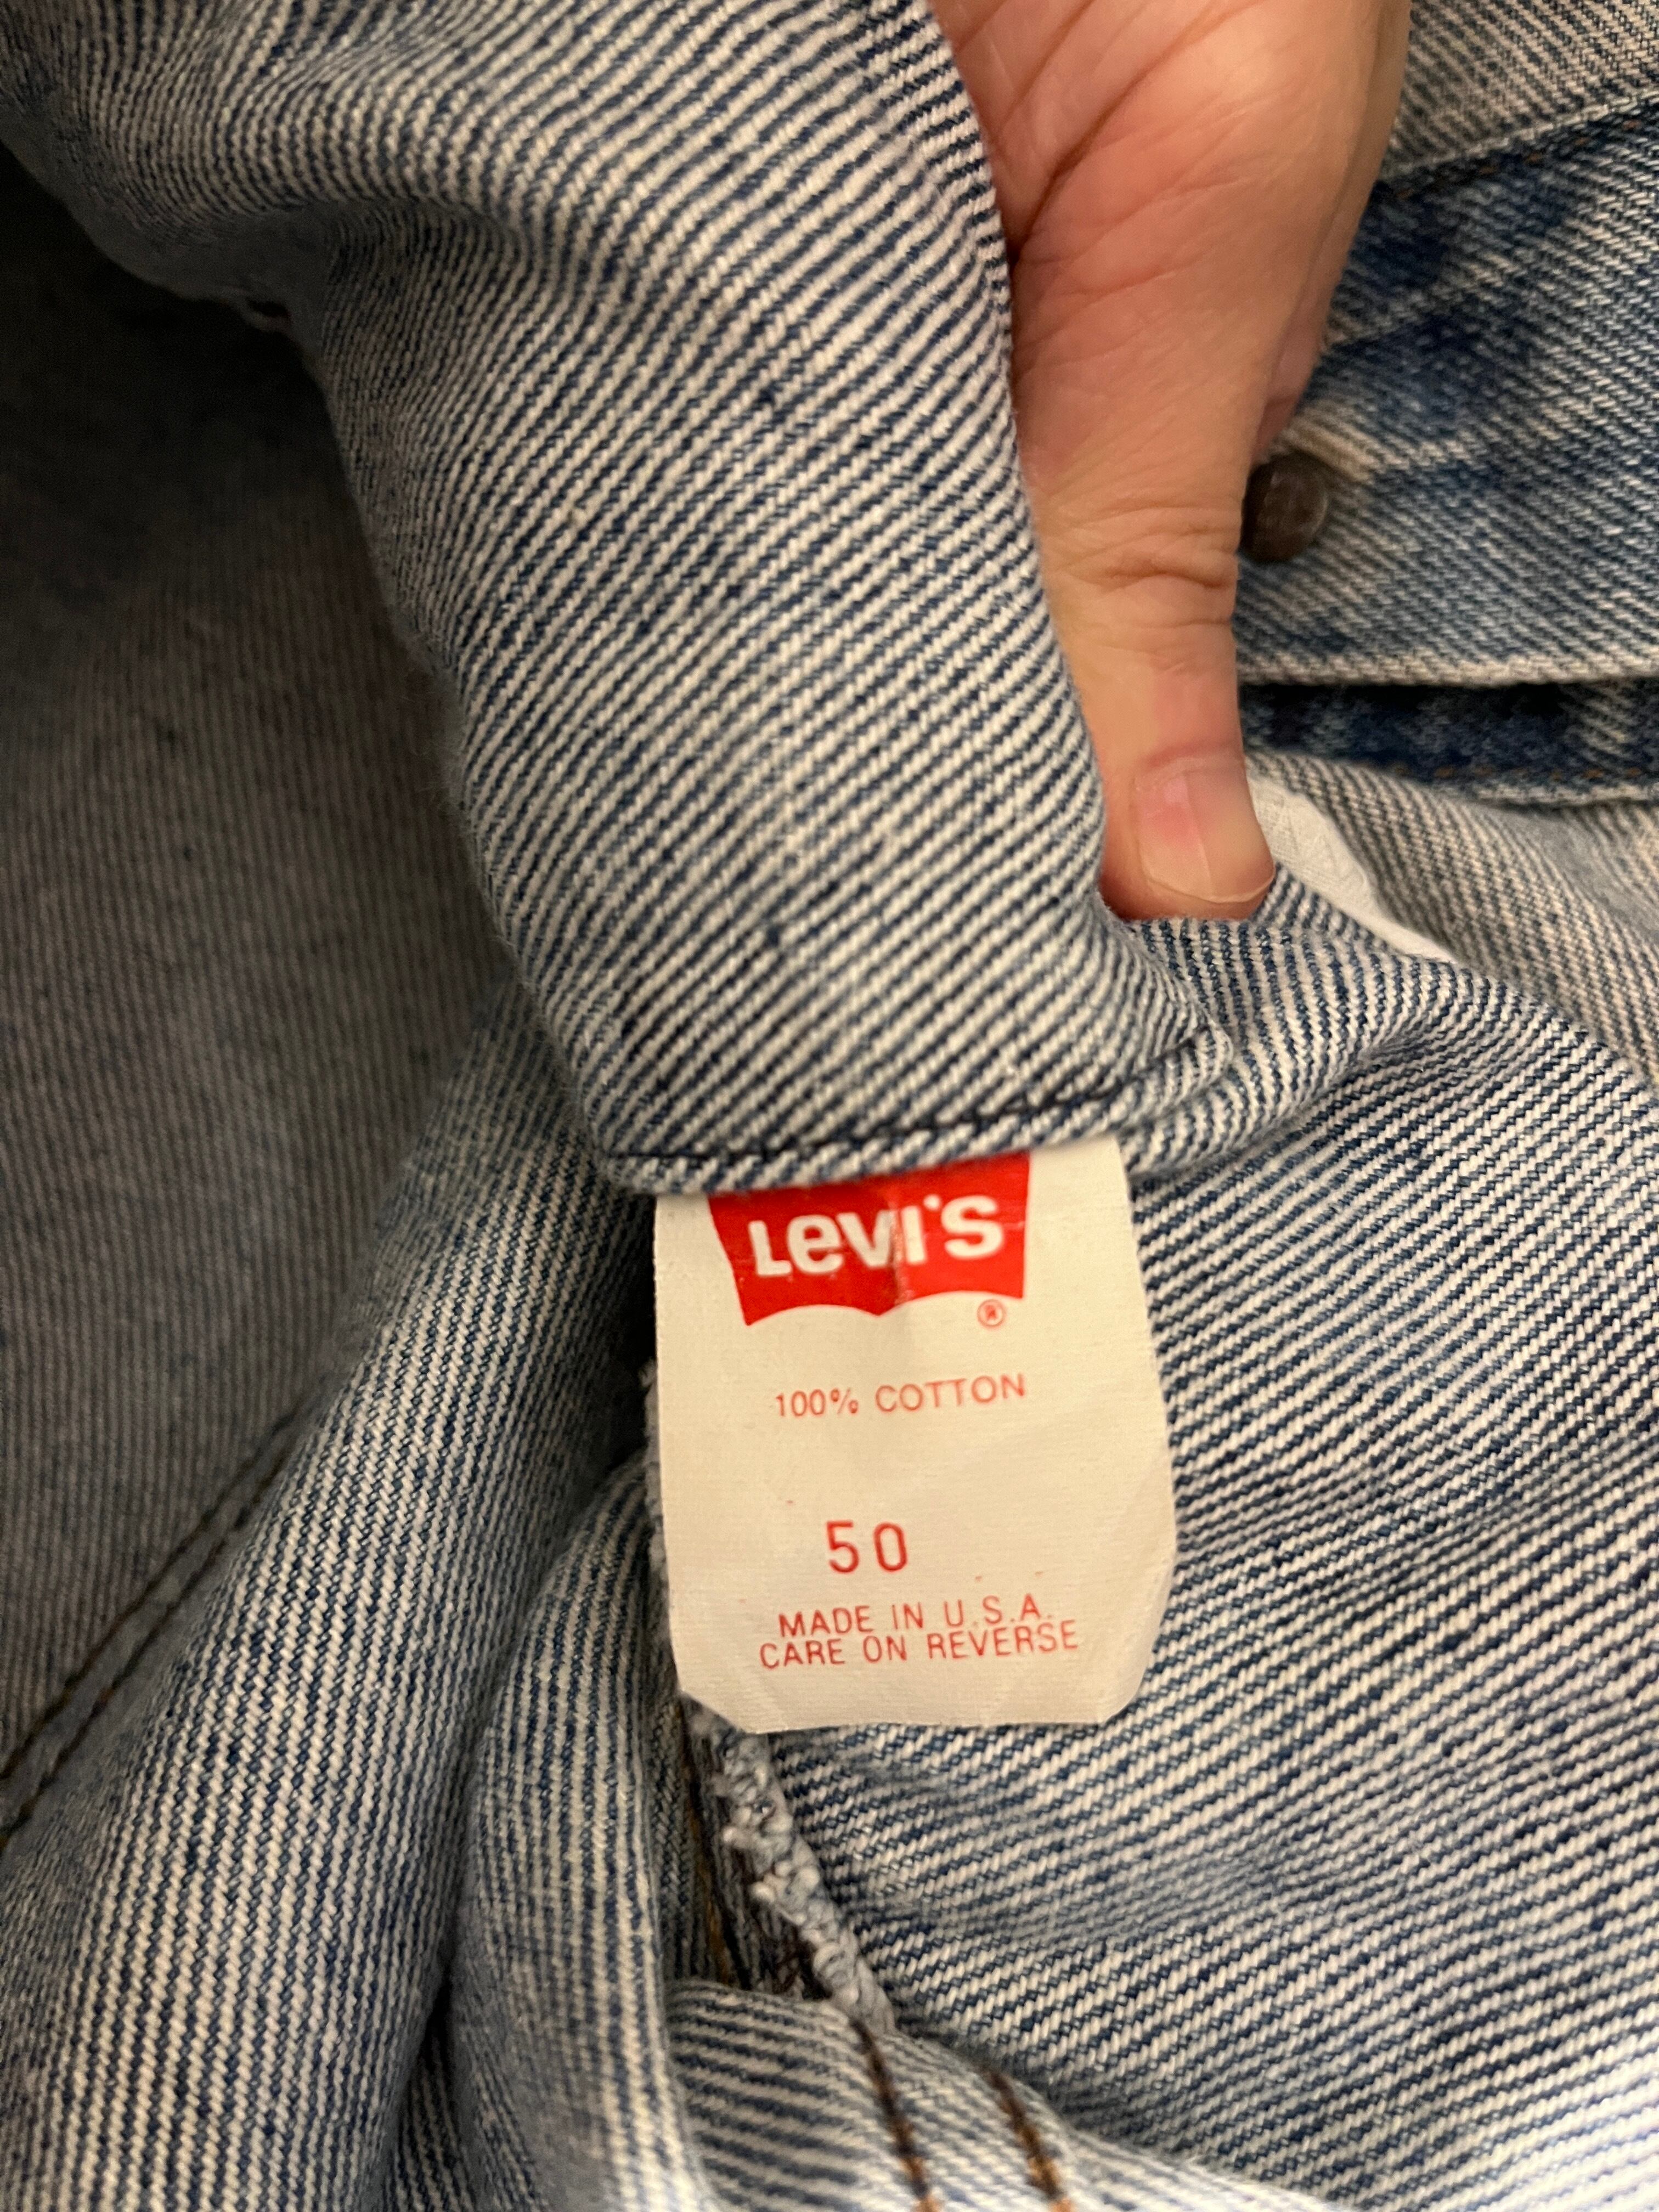 Levi's
®
100% COTTON
50
MADE IN U.S.A.
CARE ON REVERSE